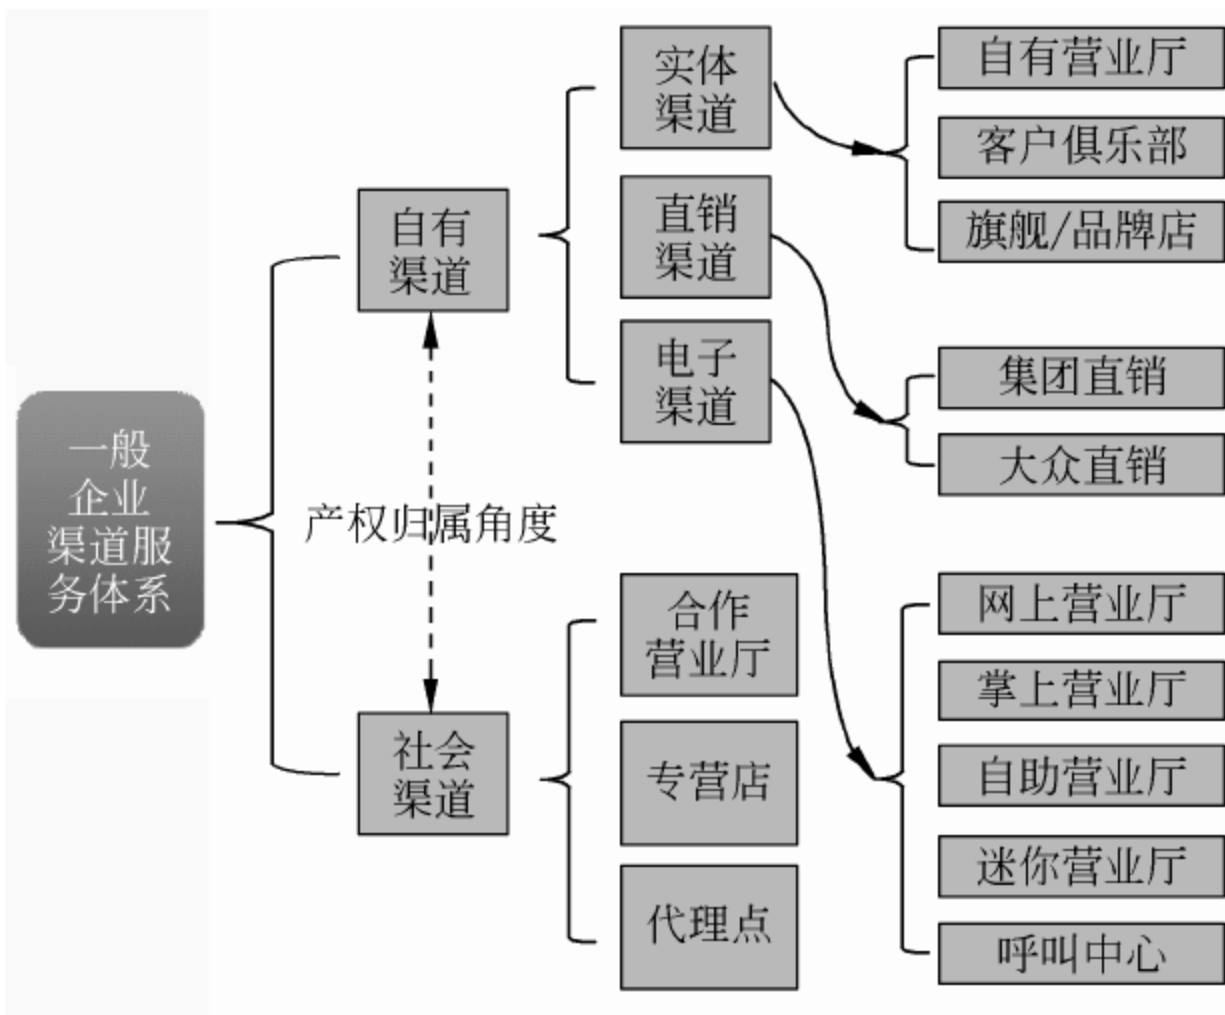 一般
企业
渠道服
务体系
自有
渠道
产权归属角度
社会
渠道
实体
渠道
直销
渠道
电子
渠道
合作
营业厅
专营店
代理点
自有营业厅
客户俱乐部
旗舰/品牌店
集团直销
大众直销
网上营业厅
掌上营业厅
自助营业厅
迷你营业厅
呼叫中心